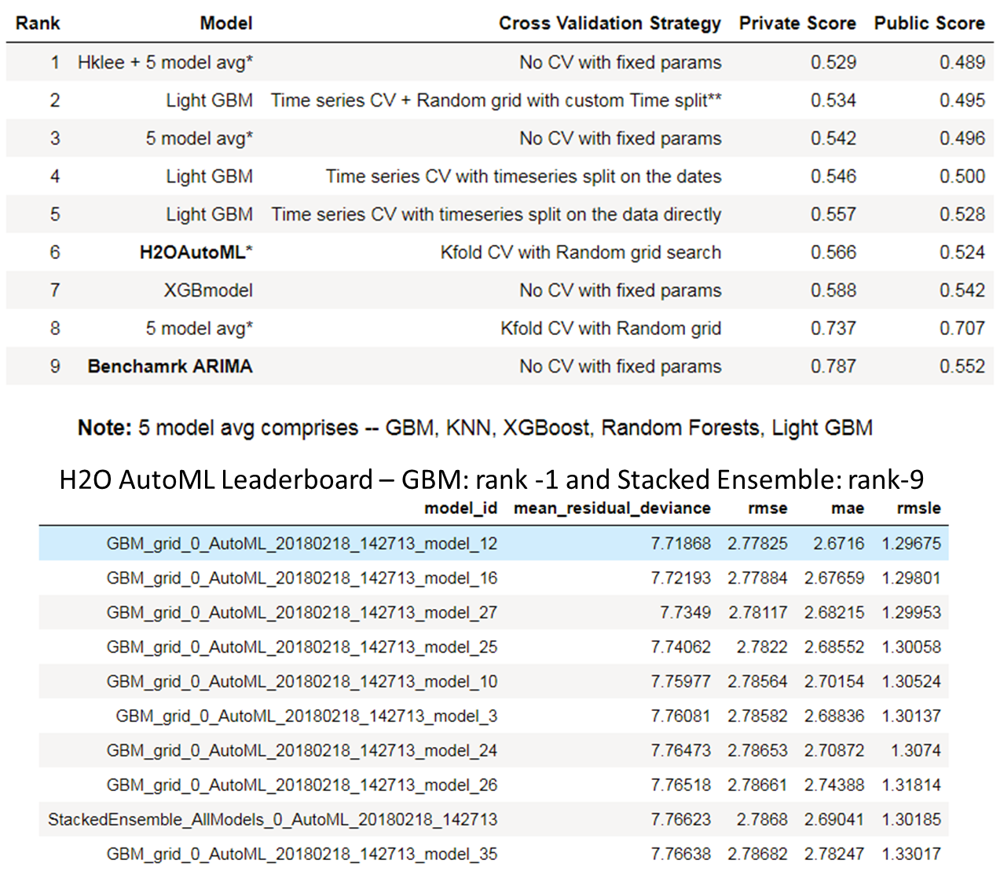 Rank Model Cross Validation Strategy Private Score Public Score
1 Hklee + 5 model avg* No CV with fixed params 0.529 0.489
2 Light GBM Time series CV + Random grid with custom Time split** 0.534 0.495
3 5 model avg* No CV with fixed params 0.542 0.496
4 Light GBM Time series CV with timeseries split on the dates 0.546 0.500
5 Light GBM Time series CV with timeseries split on the data directly 0.557 0.528
6 H2OAutoML* Kfold CV with Random grid search 0.566 0.524
7 XGBmodel No CV with fixed params 0.588 0.542
8 5 model avg* Kfold CV with Random grid 0.737 0.707
9 Benchamrk ARIMA No CV with fixed params 0.787 0.552
Note: 5 model avg comprises -- GBM, KNN, XGBoost, Random Forests, Light GBM
H2O AutoML Leaderboard – GBM: rank -1 and Stacked Ensemble: rank-9
model_id mean_residual_deviance rmse mae rmsle
GBM_grid_0_AutoML_20180218_142713_model_12 7.71868 2.77825 2.6716 1.29675
GBM_grid_0_AutoML_20180218_142713_model_16 7.72193 2.77884 2.67659 1.29801
GBM_grid_0_AutoML_20180218_142713_model_27 7.7349 2.78117 2.68215 1.29953
GBM_grid_0_AutoML_20180218_142713_model_25 7.74062 2.7822 2.68552 1.30058
GBM_grid_0_AutoML_20180218_142713_model_10 7.75977 2.78564 2.70154 1.30524
GBM_grid_0_AutoML_20180218_142713_model_3 7.76081 2.78582 2.68836 1.30137
GBM_grid_0_AutoML_20180218_142713_model_24 7.76473 2.78653 2.70872 1.3074
GBM_grid_0_AutoML_20180218_142713_model_26 7.76518 2.78661 2.74388 1.31814
StackedEnsemble_AllModels_0_AutoML_20180218_142713 7.76623 2.7868 2.69041 1.30185
GBM_grid_0_AutoML_20180218_142713_model_35 7.76638 2.78682 2.78247 1.33017